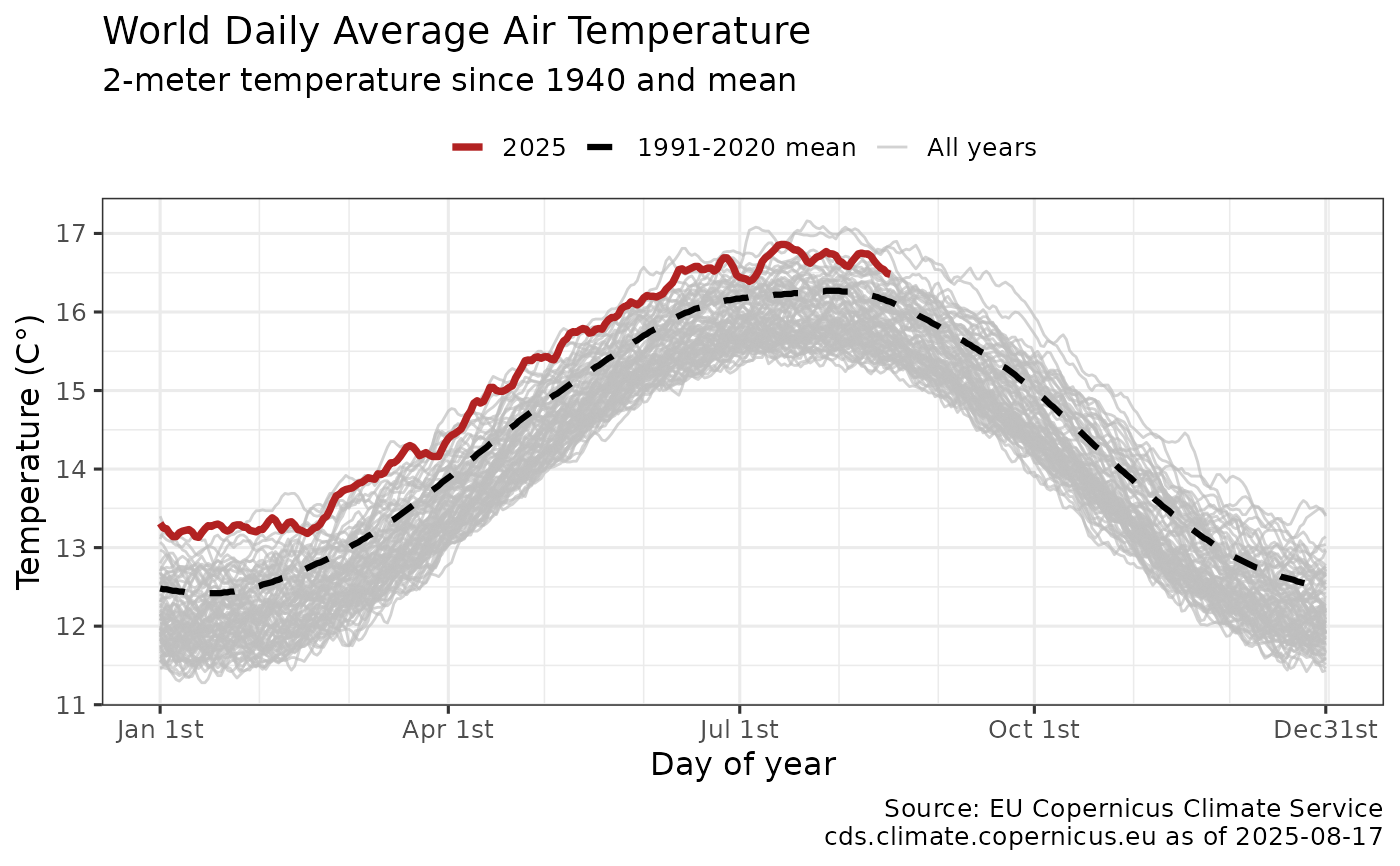 World Daily Average Air Temperature
2-meter temperature since 1940 and mean
2025 1991-2020 mean All years
Temperature (C°)
17
16
15
14
13
12
11
Jan 1st Apr 1st Jul 1st Oct 1st Dec31st
Day of year
Source: EU Copernicus Climate Service
cds.climate.copernicus.eu as of 2025-08-17